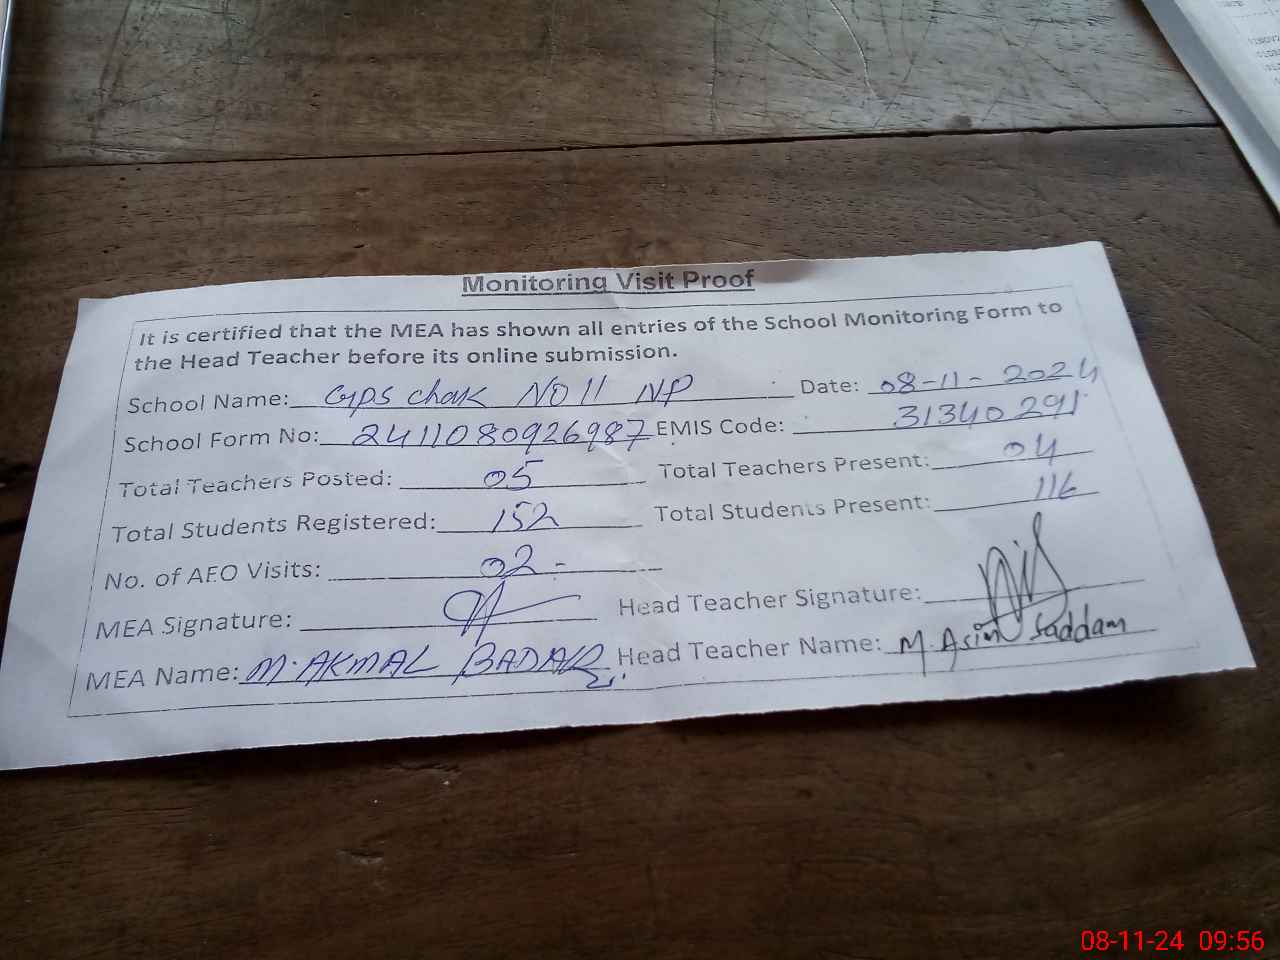 Monitoring Visit Proof
It is certified that the MEA has shown all entries of the School Monitoring Form to
the Head Teacher before its online submission.
School Name: GPS chak NO 11 NP Date: 08-11-2024
School Form No: 2411080926987 EMIS Code: 31340291
Total Teachers Posted: 05 Total Teachers Present: 04
Total Students Registered: 152 Total Students Present: 116
No. of AEO Visits: 02-
MEA Signature: Head Teacher Signature:
MEA Name: M. AKMAL BADAR Head Teacher Name: M. Asim Saddam
08-11-24 09:56